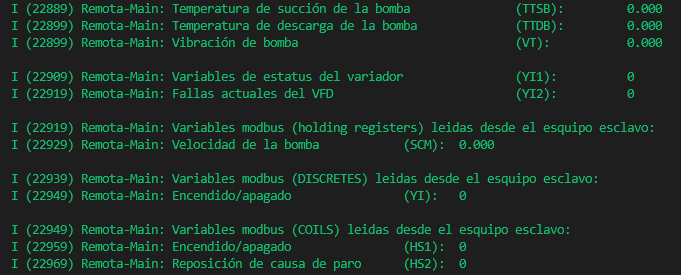 I (22889) Remota-Main: Temperatura de succión de la bomba (TTSB): 0.000
I (22899) Remota-Main: Temperatura de descarga de la bomba (TTDB): 0.000
I (22899) Remota-Main: Vibración de bomba (VT): 0.000
I (22909) Remota-Main: Variables de estatus del variador (YI1): 0
I (22919) Remota-Main: Fallas actuales del VFD (YI2): 0
I (22919) Remota-Main: Variables modbus (holding registers) leidas desde el equipo esclavo:
I (22929) Remota-Main: Velocidad de la bomba (SCM): 0.000
I (22939) Remota-Main: Variables modbus (DISCRETES) leidas desde el equipo esclavo:
I (22949) Remota-Main: Encendido/apagado (YI): 0
I (22949) Remota-Main: Variables modbus (COILS) leidas desde el equipo esclavo:
I (22959) Remota-Main: Encendido/apagado (HS1): 0
I (22969) Remota-Main: Reposición de causa de paro (HS2): 0